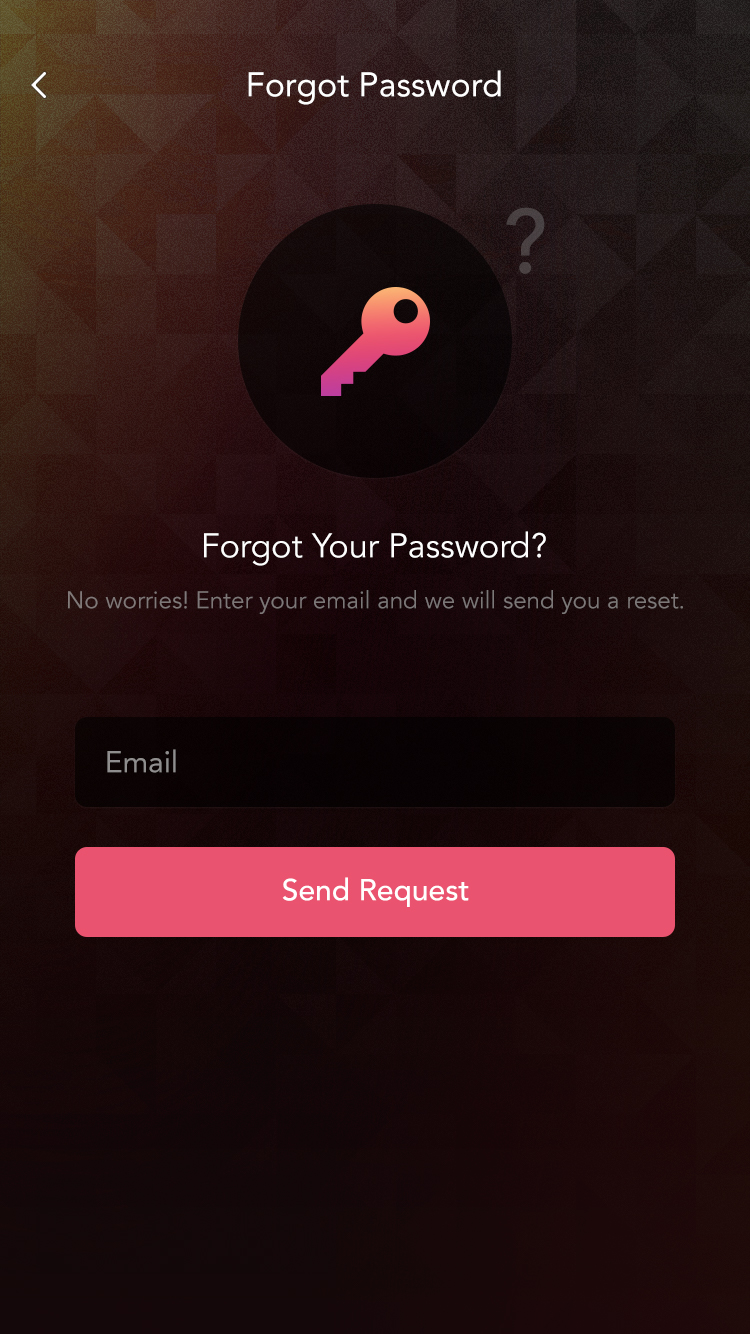 Forgot Password
?
Forgot Your Password?
No worries! Enter your email and we will send you a reset.
Email
Send Request